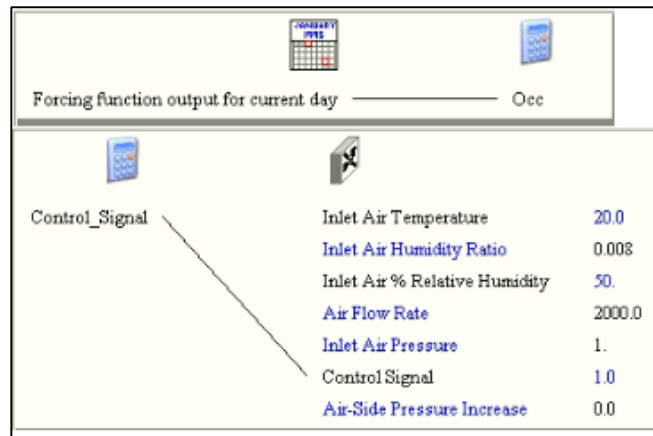 JANUARY
1995
Forcing function output for current day Occ
Control_Signal
Inlet Air Temperature 20.0
Inlet Air Humidity Ratio 0.008
Inlet Air % Relative Humidity 50.
Air Flow Rate 2000.0
Inlet Air Pressure 1.
Control Signal 1.0
Air-Side Pressure Increase 0.0